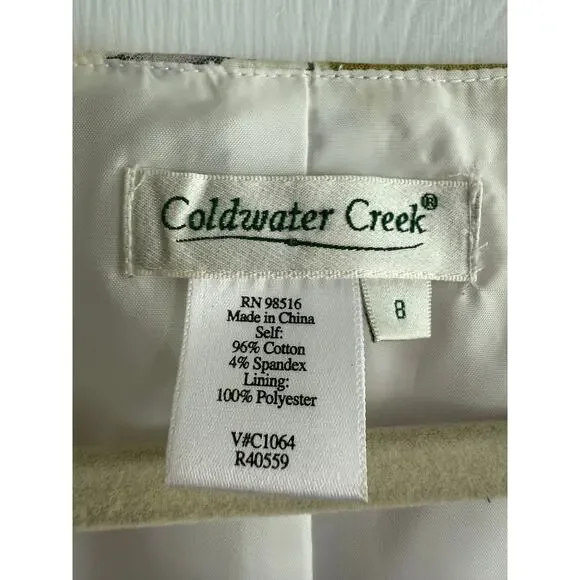 Coldwater Creek®
8
RN 98516
Made in China
Self:
96% Cotton
4% Spandex
Lining:
100% Polyester
V#C1064
R40559